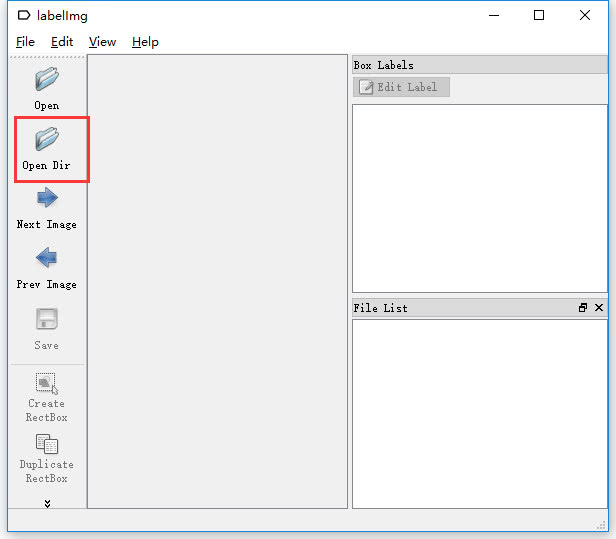 labelImg
File Edit View Help
Open
Open Dir
Next Image
Prev Image
Save
Create
RectBox
Duplicate
RectBox
Box Labels
Edit Label
File List